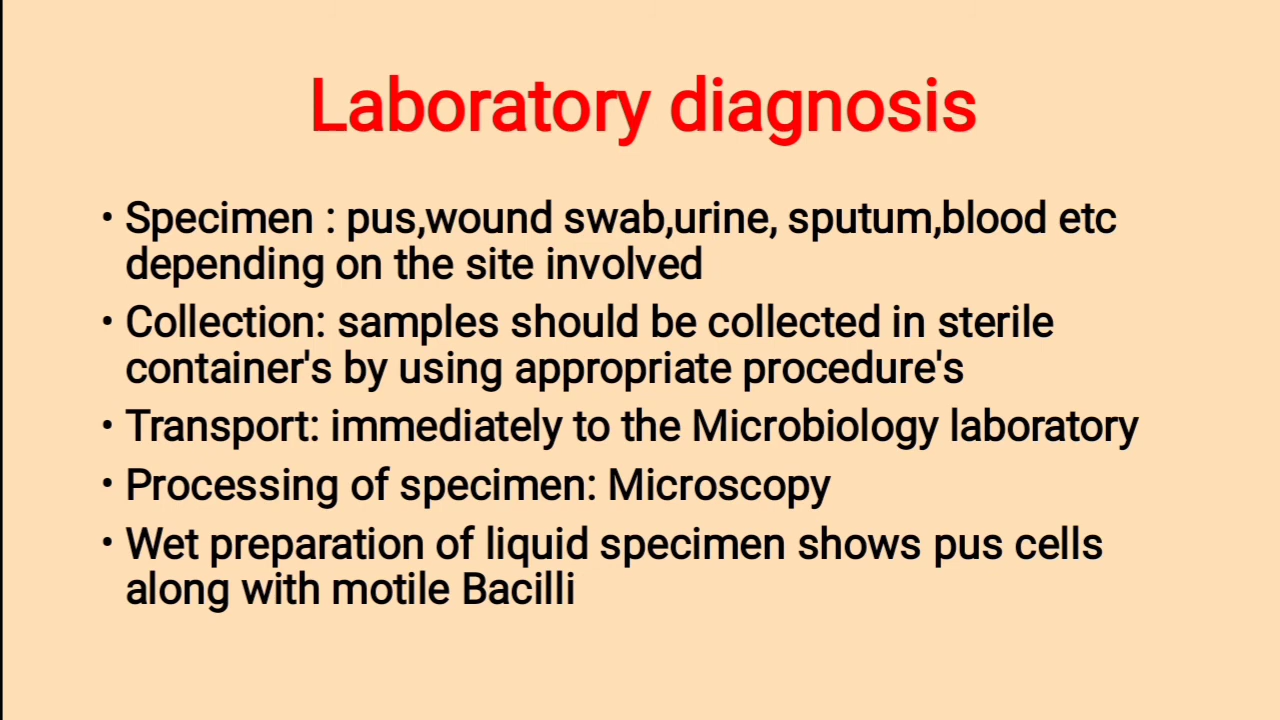 Laboratory diagnosis
• Specimen : pus,wound swab,urine, sputum,blood etc
depending on the site involved
• Collection: samples should be collected in sterile
container's by using appropriate procedure's
• Transport: immediately to the Microbiology laboratory
• Processing of specimen: Microscopy
• Wet preparation of liquid specimen shows pus cells
along with motile Bacilli